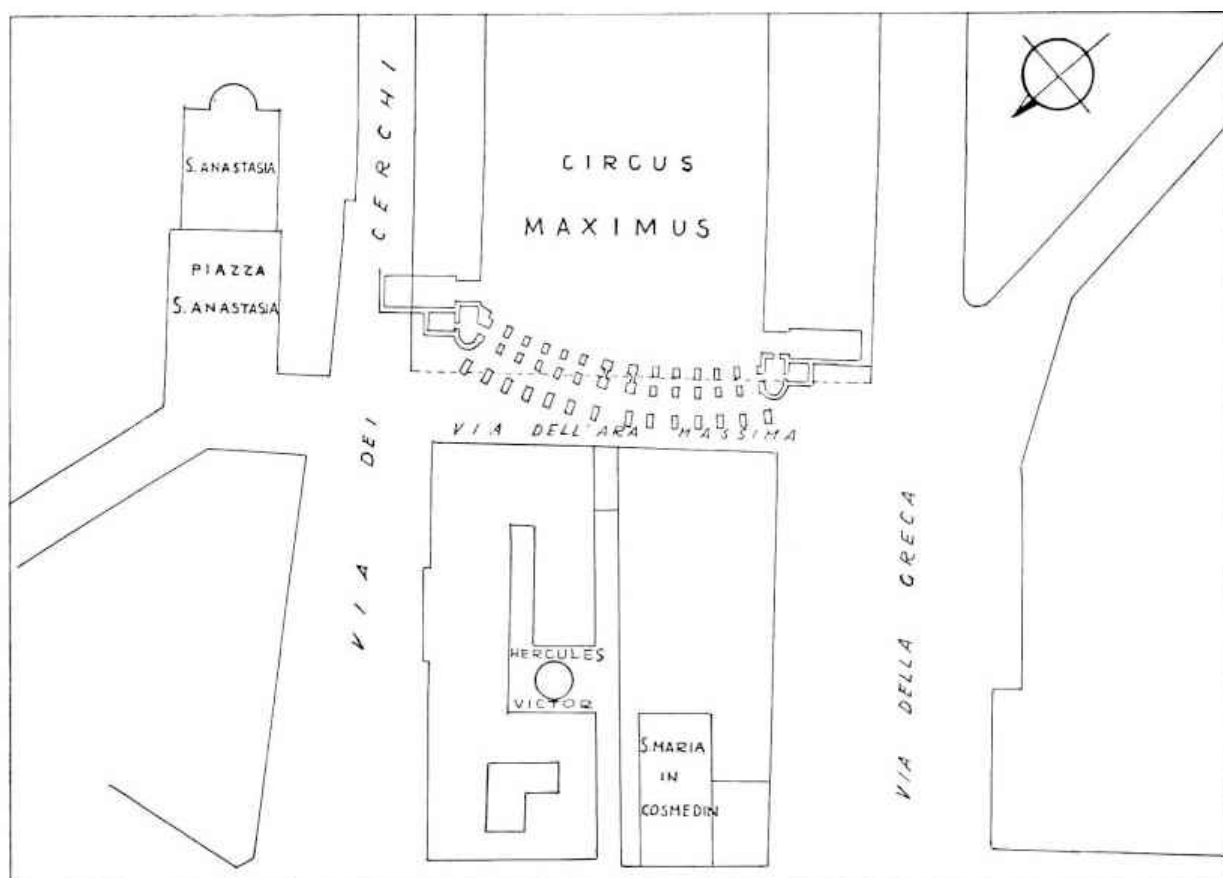 S. ANASTASIA
PIAZZA
S. ANASTASIA
VIA DEI CERCHI
CIRCUS
MAXIMUS
VIA DELL'ARA MASSIMA
HERCULES
VICTOR
S. MARIA
IN
COSMEDIN
VIA DELLA GRECA